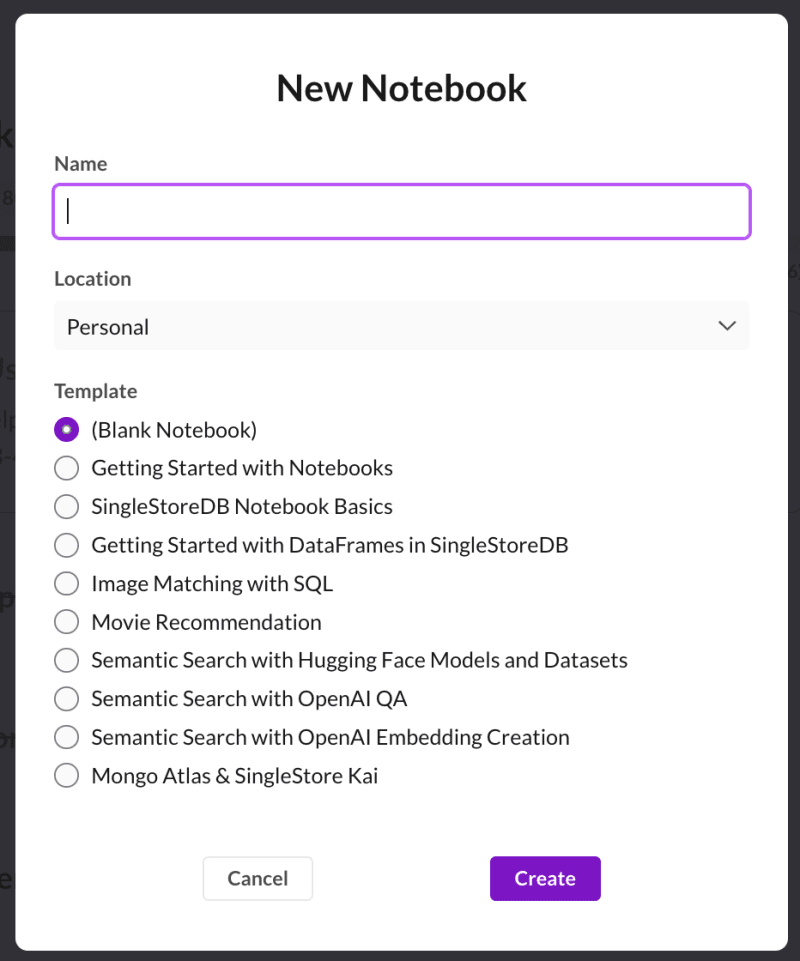 New Notebook
Name
Location
Personal
Template
(Blank Notebook)
Getting Started with Notebooks
SingleStoreDB Notebook Basics
Getting Started with DataFrames in SingleStoreDB
Image Matching with SQL
Movie Recommendation
Semantic Search with Hugging Face Models and Datasets
Semantic Search with OpenAI QA
Semantic Search with OpenAI Embedding Creation
Mongo Atlas & SingleStore Kai
Cancel
Create